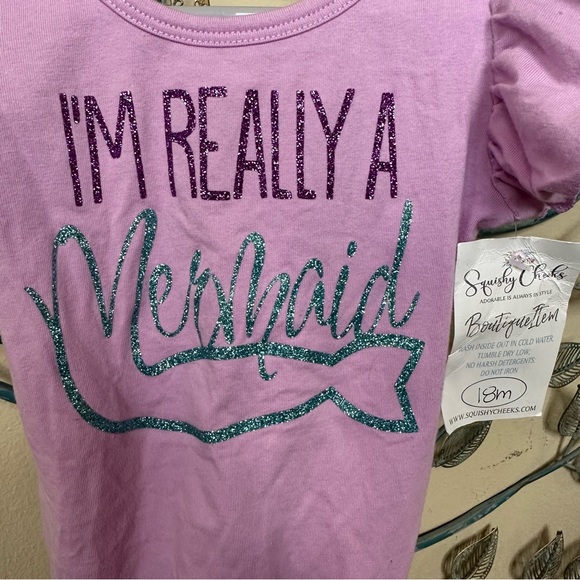 I'M REALLY A
Mermaid
Squishy Cheeks
ADORABLE IS ALWAYS IN STYLE
Boutique Item
WASH INSIDE OUT IN COLD WATER.
TUMBLE DRY LOW.
NO HARSH DETERGENTS.
DO NOT IRON
18m
WWW.SQUISHYCHEEKS.COM